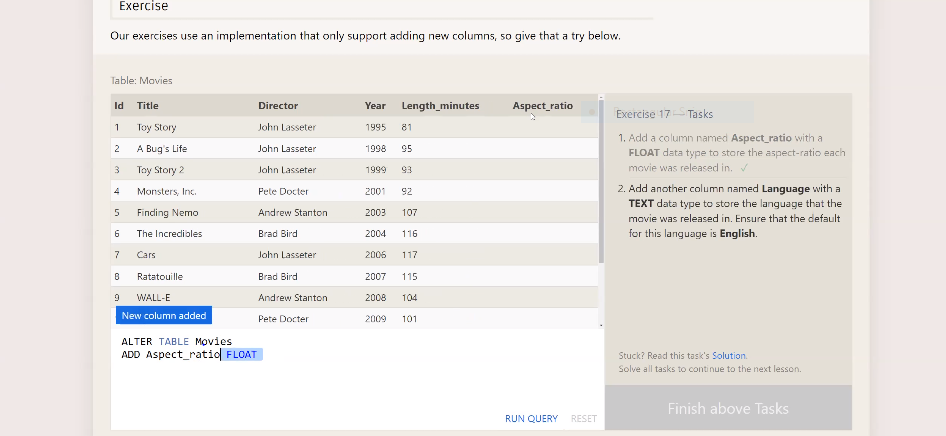 Exercise
Our exercises use an implementation that only support adding new columns, so give that a try below.
Table: Movies
Id Title Director Year Length_minutes Aspect_ratio
1 Toy Story John Lasseter 1995 81
2 A Bug's Life John Lasseter 1998 95
3 Toy Story 2 John Lasseter 1999 93
4 Monsters, Inc. Pete Docter 2001 92
5 Finding Nemo Andrew Stanton 2003 107
6 The Incredibles Brad Bird 2004 116
7 Cars John Lasseter 2006 117
8 Ratatouille Brad Bird 2007 115
9 WALL-E Andrew Stanton 2008 104
Pete Docter 2009 101
New column added
ALTER TABLE Movies
ADD Aspect_ratio FLOAT
RUN QUERY RESET
Exercise 17 — Tasks
1. Add a column named Aspect_ratio with a
FLOAT data type to store the aspect-ratio each
movie was released in. ✓
2. Add another column named Language with a
TEXT data type to store the language that the
movie was released in. Ensure that the default
for this language is English.
Stuck? Read this task's Solution.
Solve all tasks to continue to the next lesson.
Finish above Tasks